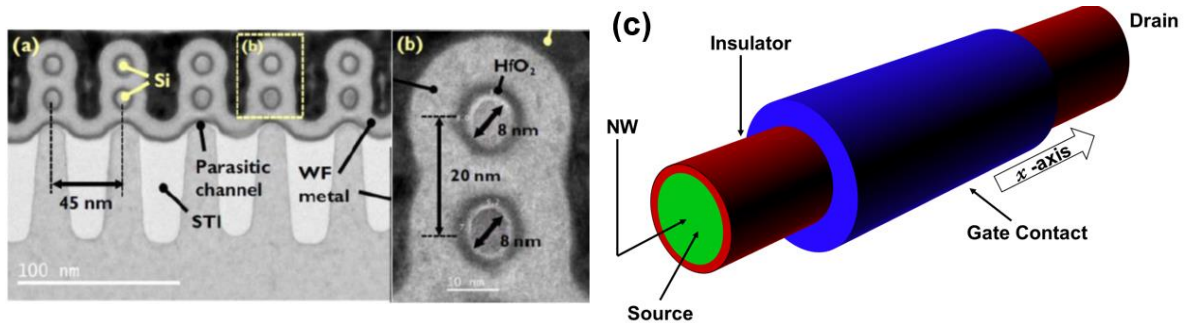 (a)
(b)
Si
Parasitic
channel
WF
metal
45 nm
STI
100 nm
(b)
HfO₂
8 nm
20 nm
8 nm
10 nm
(c)
Insulator
Drain
NW
x -axis
Gate Contact
Source